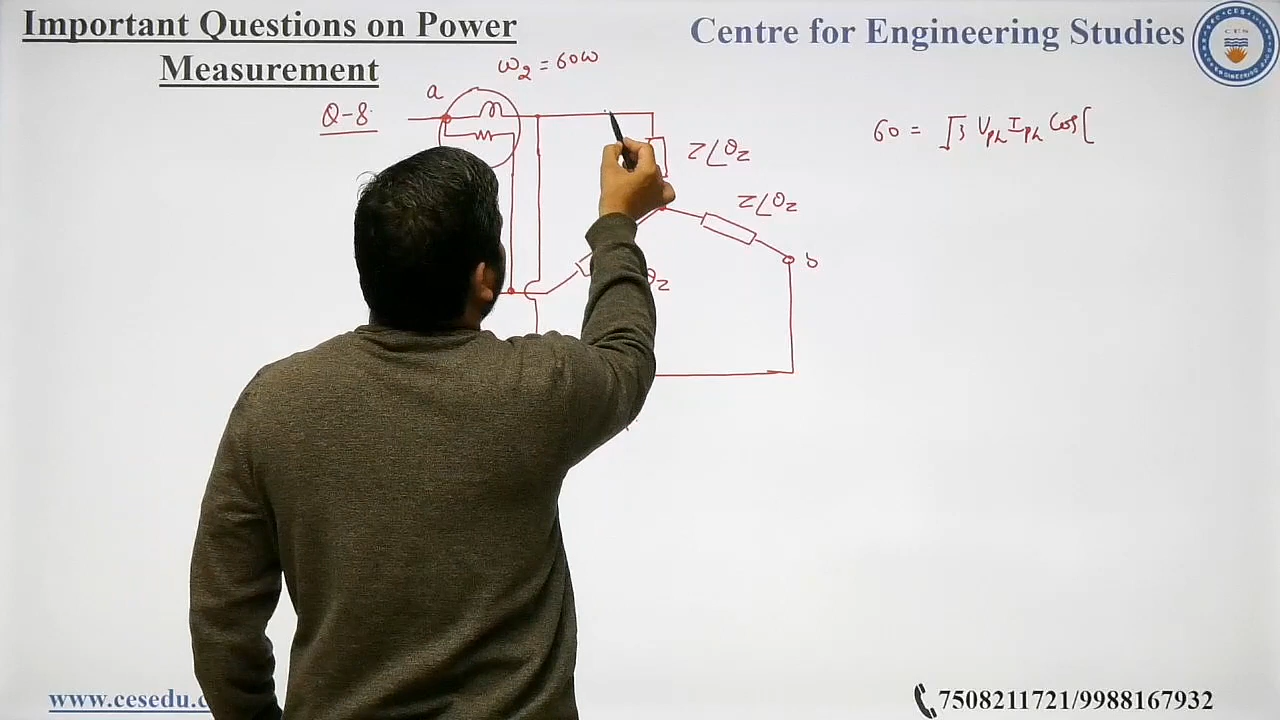 Important Questions on Power
Measurement
Centre for Engineering Studies
CES
Q-8.
a
W2 = 60W
Z∠θz
Z∠θz
θz
b
60 = √3 Vph Iph Cos[
www.cesedu.c
7508211721/9988167932